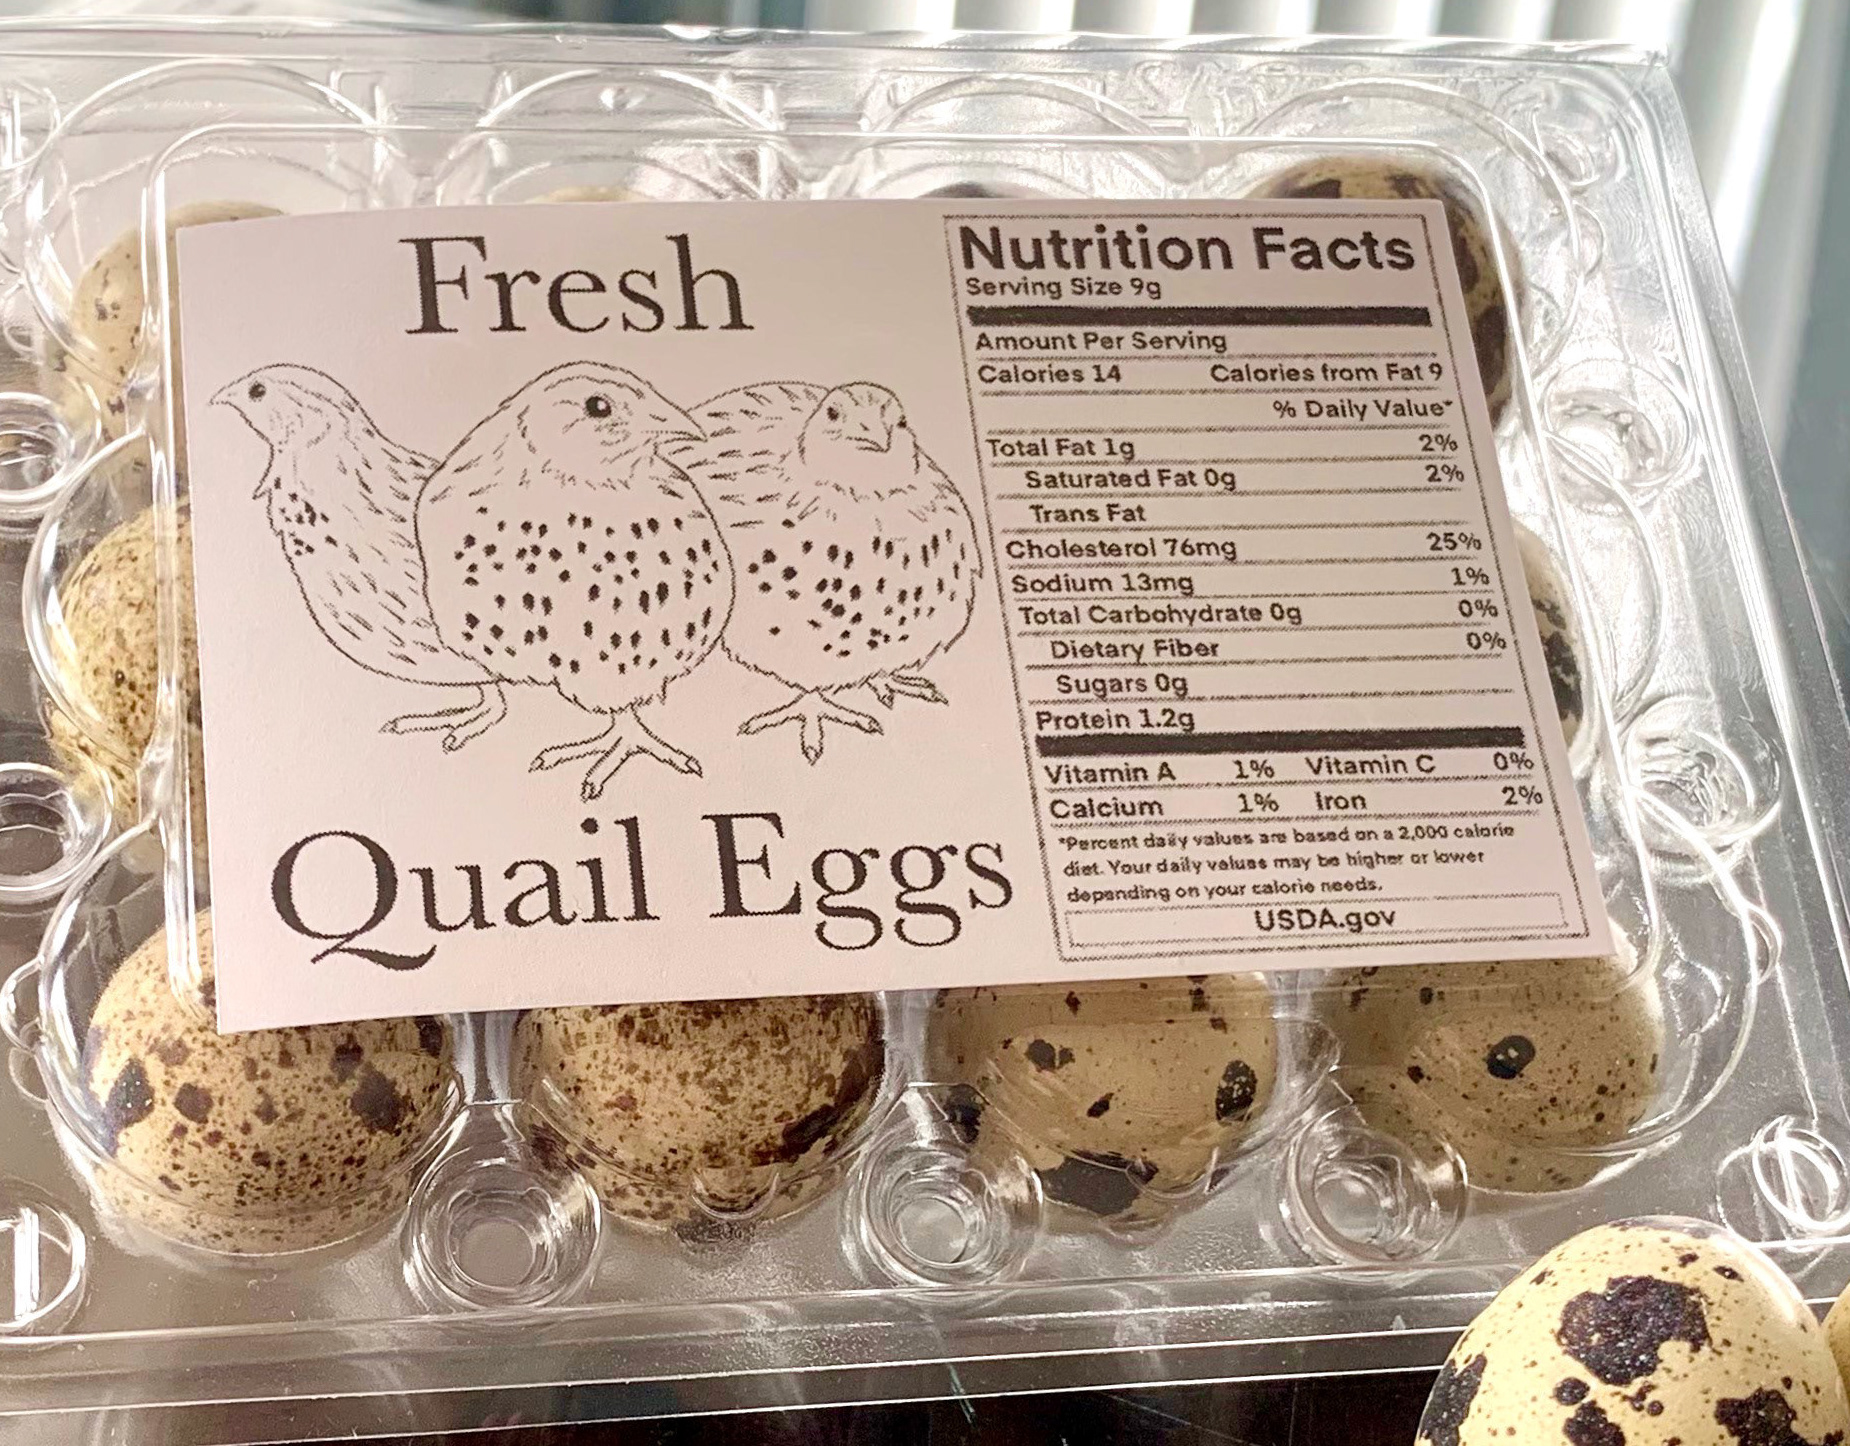 Fresh
Quail Eggs
Nutrition Facts
Serving Size 9g
Amount Per Serving
Calories 14 Calories from Fat 9
% Daily Value*
Total Fat 1g 2%
Saturated Fat 0g 2%
Trans Fat
Cholesterol 76mg 25%
Sodium 13mg 1%
Total Carbohydrate 0g 0%
Dietary Fiber 0%
Sugars 0g
Protein 1.2g
Vitamin A 1% Vitamin C 0%
Calcium 1% Iron 2%
*Percent daily values are based on a 2,000 calorie
diet. Your daily values may be higher or lower
depending on your calorie needs.
USDA.gov